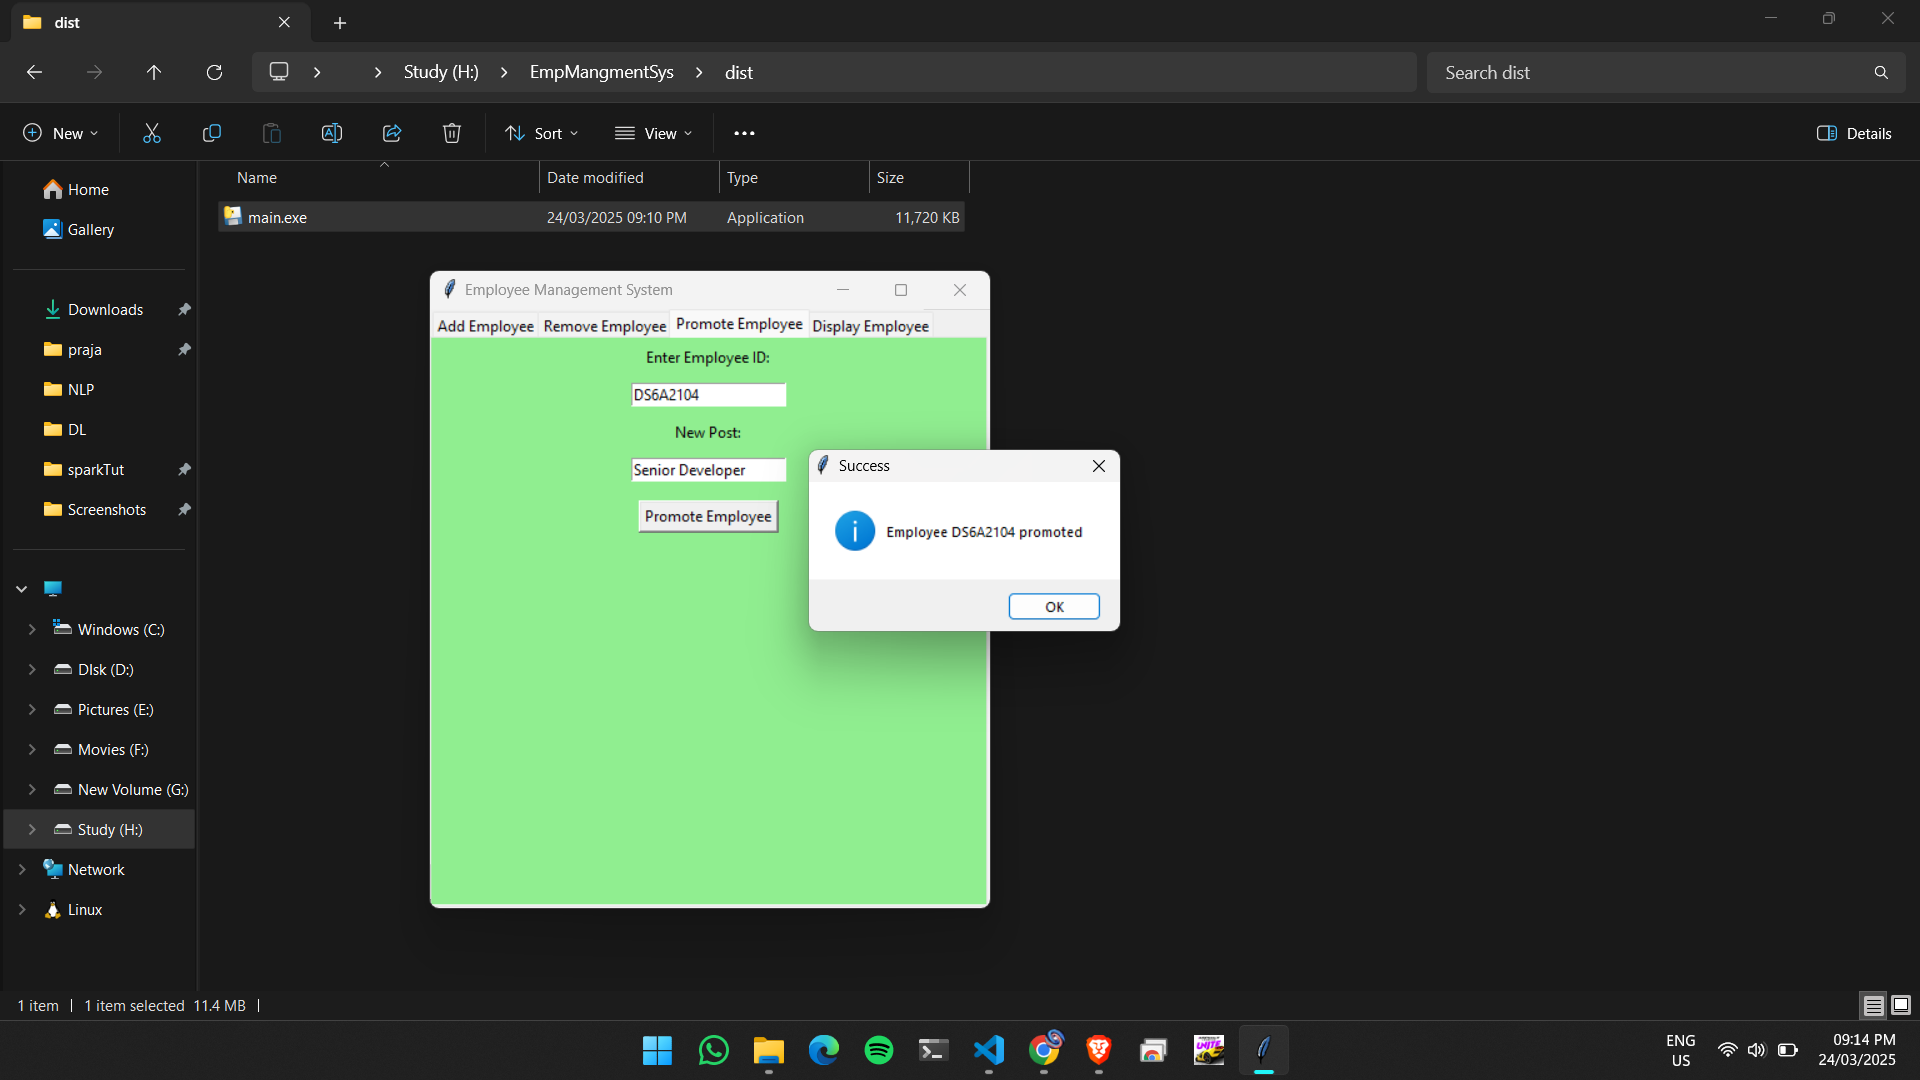 dist
Study (H:)
EmpMangmentSys
dist
Search dist
New
Sort
View
Details
Name
Date modified
Type
Size
main.exe
24/03/2025 09:10 PM
Application
11,720 KB
Home
Gallery
Downloads
praja
NLP
DL
sparkTut
Screenshots
Windows (C:)
DIsk (D:)
Pictures (E:)
Movies (F:)
New Volume (G:)
Study (H:)
Network
Linux
Employee Management System
Add Employee
Remove Employee
Promote Employee
Display Employee
Enter Employee ID:
DS6A2104
New Post:
Senior Developer
Promote Employee
Success
Employee DS6A2104 promoted
OK
1 item
1 item selected 11.4 MB
UNITE
ENG
US
09:14 PM
24/03/2025